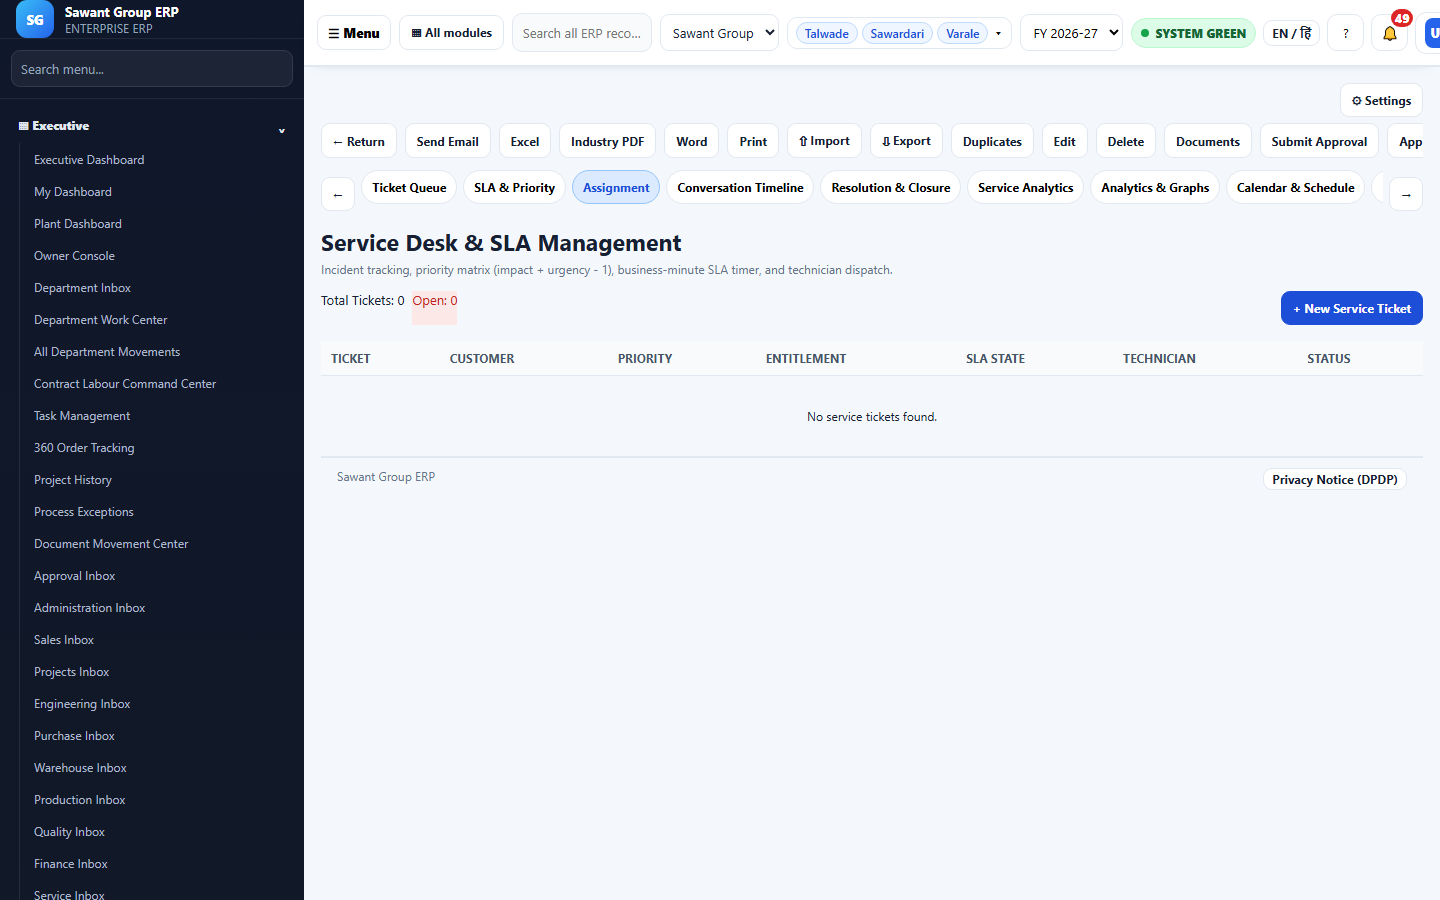 SG
Sawant Group ERP
ENTERPRISE ERP
Search menu...
Executive
Executive Dashboard
My Dashboard
Plant Dashboard
Owner Console
Department Inbox
Department Work Center
All Department Movements
Contract Labour Command Center
Task Management
360 Order Tracking
Project History
Process Exceptions
Document Movement Center
Approval Inbox
Administration Inbox
Sales Inbox
Projects Inbox
Engineering Inbox
Purchase Inbox
Warehouse Inbox
Production Inbox
Quality Inbox
Finance Inbox
Service Inbox
☰ Menu
All modules
Search all ERP reco...
Sawant Group
Talwade
Sawardari
Varale
FY 2026-27
SYSTEM GREEN
EN / हिं
?
49
U
⚙ Settings
← Return
Send Email
Excel
Industry PDF
Word
Print
⇧ Import
⇩ Export
Duplicates
Edit
Delete
Documents
Submit Approval
App
←
Ticket Queue
SLA & Priority
Assignment
Conversation Timeline
Resolution & Closure
Service Analytics
Analytics & Graphs
Calendar & Schedule
→
Service Desk & SLA Management
Incident tracking, priority matrix (impact + urgency - 1), business-minute SLA timer, and technician dispatch.
Total Tickets: 0 Open: 0
+ New Service Ticket
TICKET CUSTOMER PRIORITY ENTITLEMENT SLA STATE TECHNICIAN STATUS
No service tickets found.
Sawant Group ERP
Privacy Notice (DPDP)